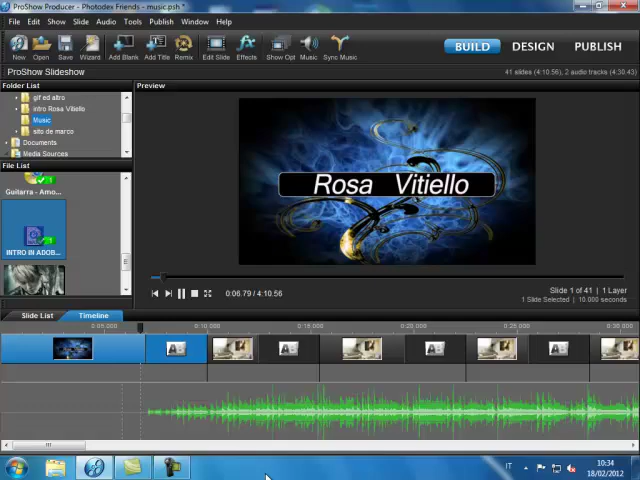 ProShow Producer - Photodex Friends - music.psh *
File Edit Show Slide Audio Tools Publish Window Help
New Open Save Wizard Add Blank Add Title Remix Edit Slide Effects Show Opt Music Sync Music
BUILD DESIGN PUBLISH
ProShow Slideshow
41 slides (4:10.56), 2 audio tracks (4:30.43)
Folder List
Preview
gif ed altro
intro Rosa Vitiello
Music
sito de marco
Documents
Media Sources
File List
Guitarra - Amo...
INTRO IN ADOB...
Rosa Vitiello
0:06.79 / 4:10.56
Slide 1 of 41 | 1 Layer
1 Slide Selected | 10.000 seconds
Slide List Timeline
0:05.000 0:10.000 0:15.000 0:20.000 0:25.000 0:30.000
IT
10:34
18/02/2012